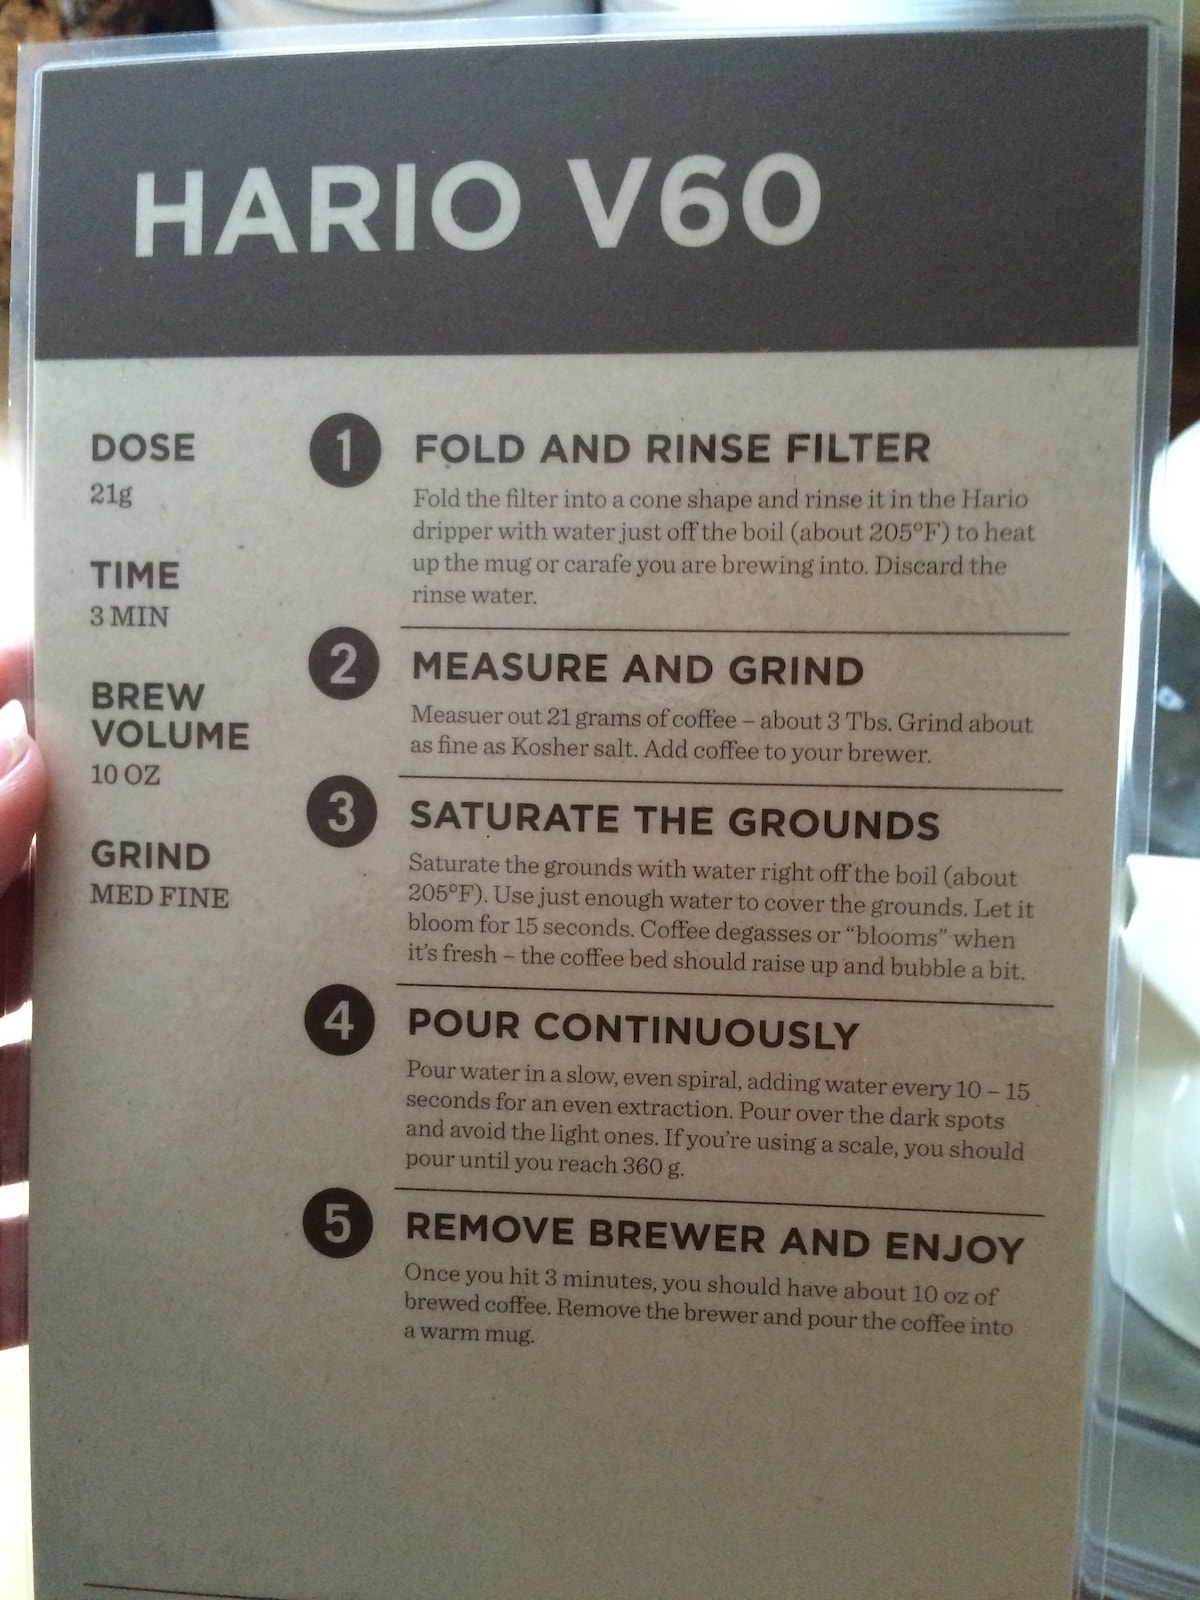 HARIO V60
DOSE
21g
TIME
3 MIN
BREW
VOLUME
10 OZ
GRIND
MED FINE
1 FOLD AND RINSE FILTER
Fold the filter into a cone shape and rinse it in the Hario
dripper with water just off the boil (about 205°F) to heat
up the mug or carafe you are brewing into. Discard the
rinse water.
2 MEASURE AND GRIND
Measuer out 21 grams of coffee – about 3 Tbs. Grind about
as fine as Kosher salt. Add coffee to your brewer.
3 SATURATE THE GROUNDS
Saturate the grounds with water right off the boil (about
205°F). Use just enough water to cover the grounds. Let it
bloom for 15 seconds. Coffee degasses or “blooms” when
it’s fresh – the coffee bed should raise up and bubble a bit.
4 POUR CONTINUOUSLY
Pour water in a slow, even spiral, adding water every 10 – 15
seconds for an even extraction. Pour over the dark spots
and avoid the light ones. If you’re using a scale, you should
pour until you reach 360 g.
5 REMOVE BREWER AND ENJOY
Once you hit 3 minutes, you should have about 10 oz of
brewed coffee. Remove the brewer and pour the coffee into
a warm mug.